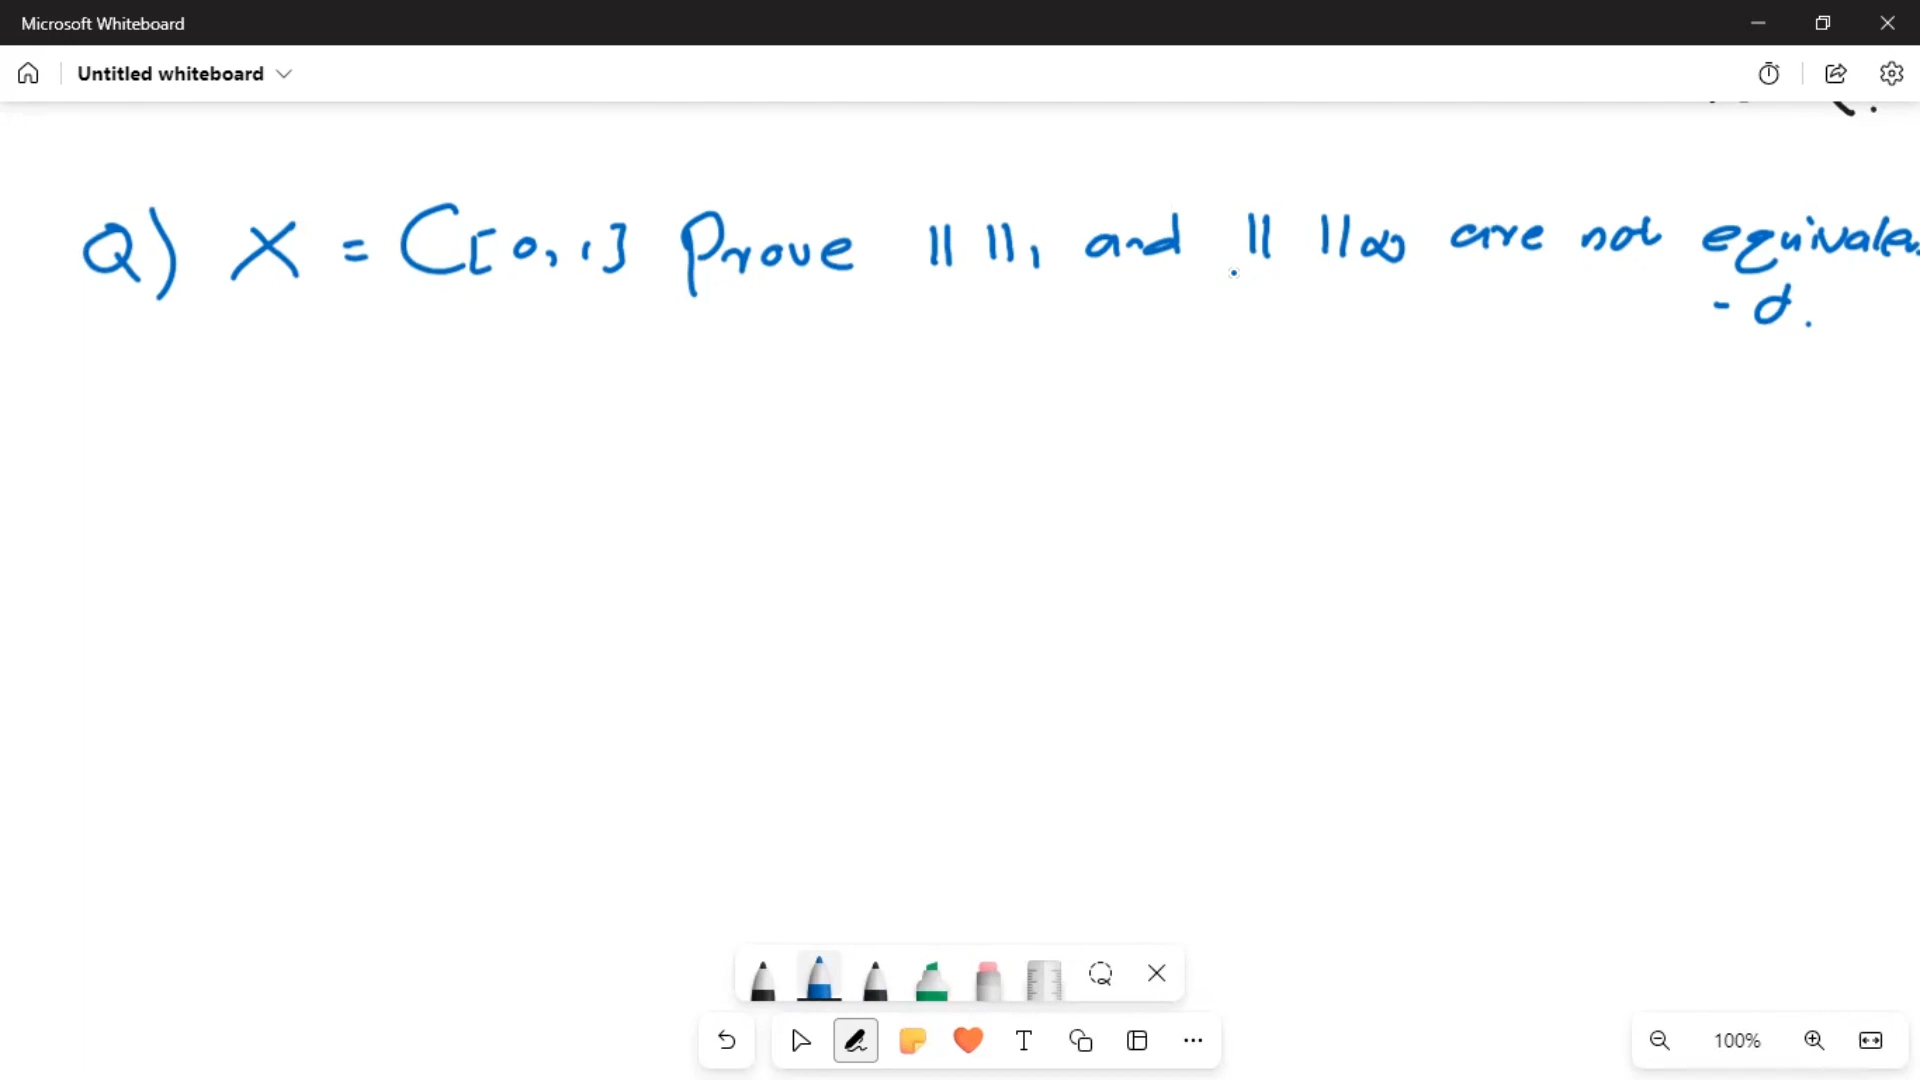 Microsoft Whiteboard
Untitled whiteboard
Q) X = C[0,1] Prove || ||₁ and || ||∞ are not equivale
- d.
T
100%